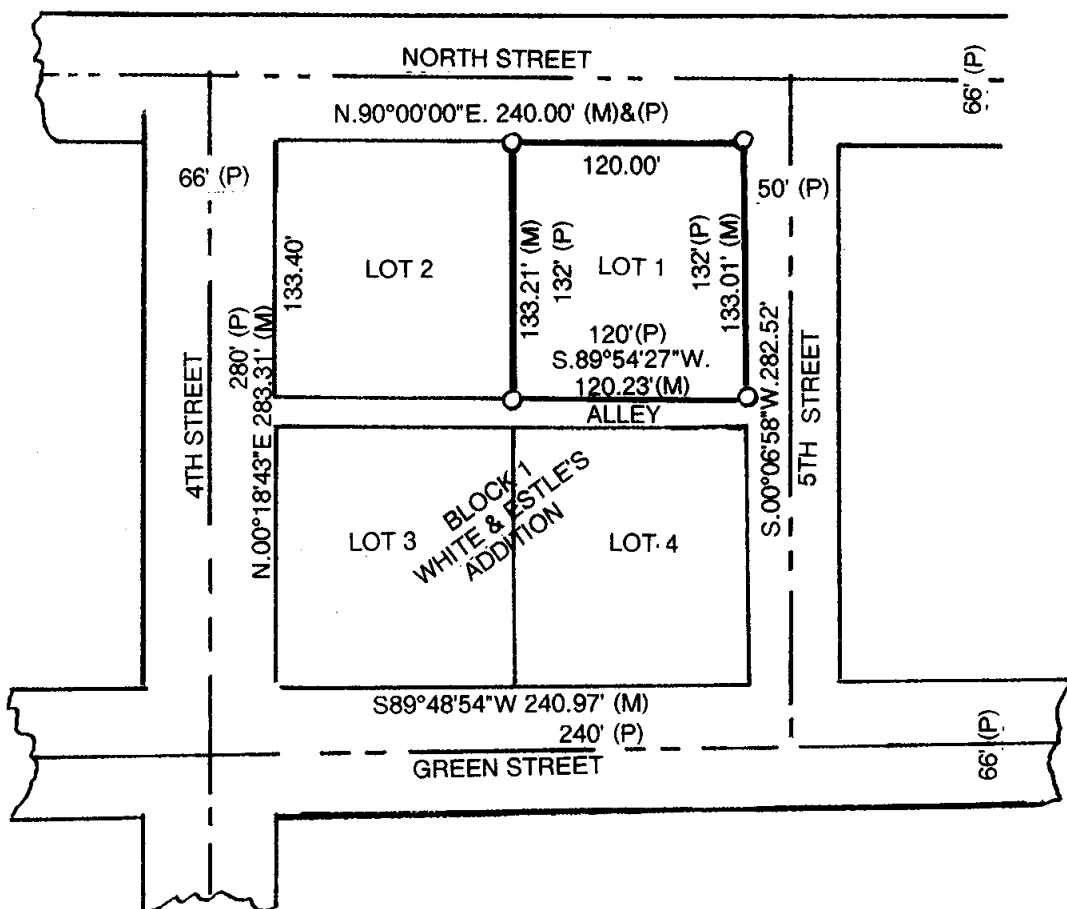 NORTH STREET
66' (P)
N.90°00'00"E. 240.00' (M)&(P)
66' (P)
120.00'
50' (P)
133.40'
LOT 2
133.21' (M)
132' (P)
LOT 1
132'(P)
133.01' (M)
120'(P)
S.89°54'27"W.
120.23'(M)
ALLEY
4TH STREET
280' (P)
N.00°18'43"E 283.31' (M)
S.00°06'58"W.282.52'
5TH STREET
BLOCK 1
WHITE & ESTLE'S
ADDITION
LOT 3
LOT 4
S89°48'54"W 240.97' (M)
240' (P)
GREEN STREET
66' (P)